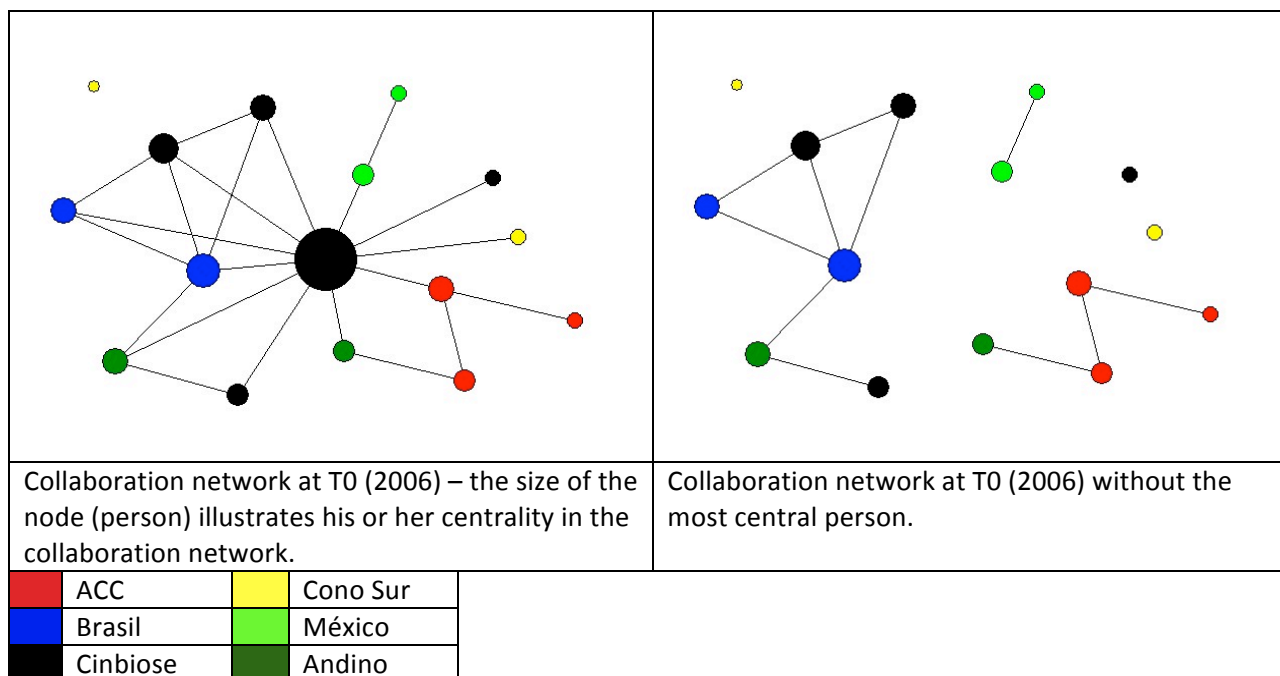 Collaboration network at T0 (2006) – the size of the
node (person) illustrates his or her centrality in the
collaboration network.
Collaboration network at T0 (2006) without the
most central person.
ACC
Cono Sur
Brasil
México
Cinbiose
Andino